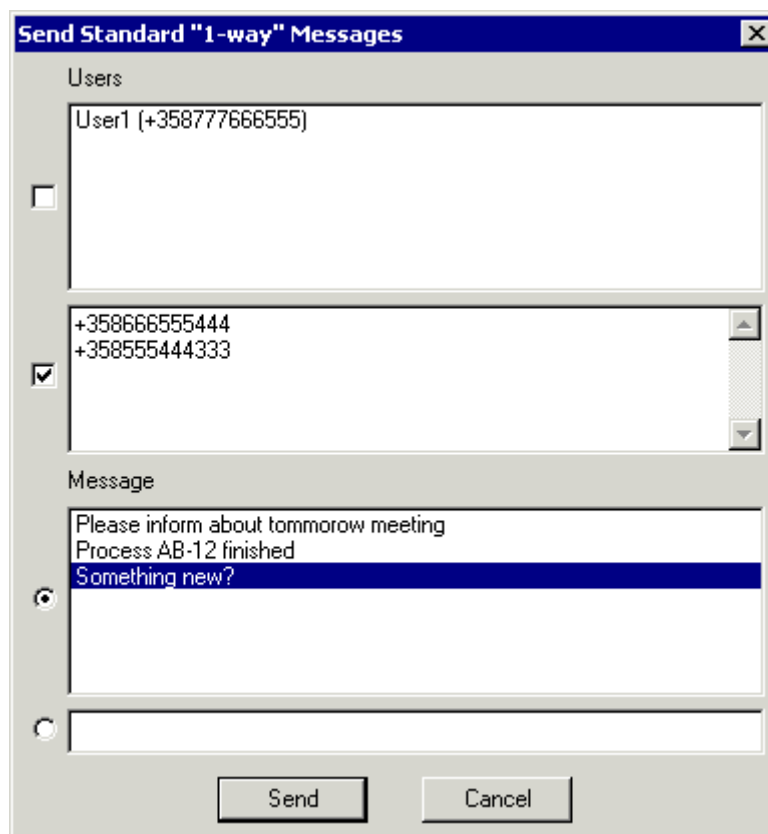 Send Standard "1-way" Messages
Users
User1 (+358777666555)
+358666555444
+358555444333
Message
Please inform about tommorow meeting
Process AB-12 finished
Something new?
Send
Cancel